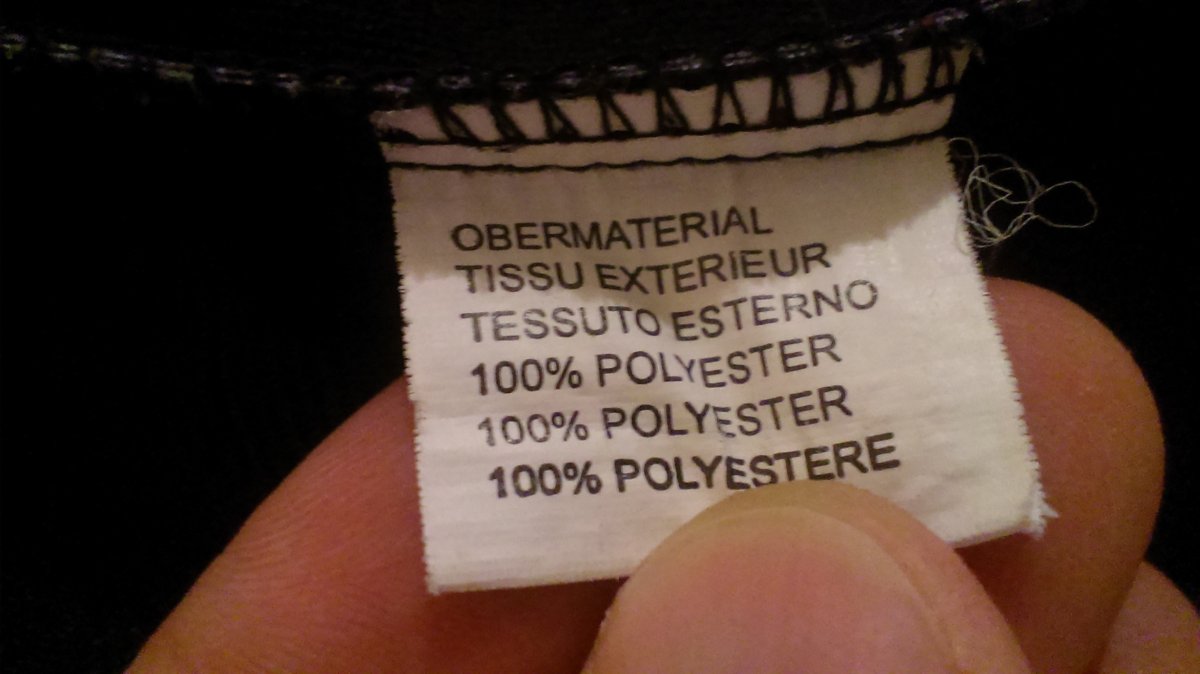 OBERMATERIAL
TISSU EXTERIEUR
TESSUTO ESTERNO
100% POLYESTER
100% POLYESTER
100% POLYESTERE